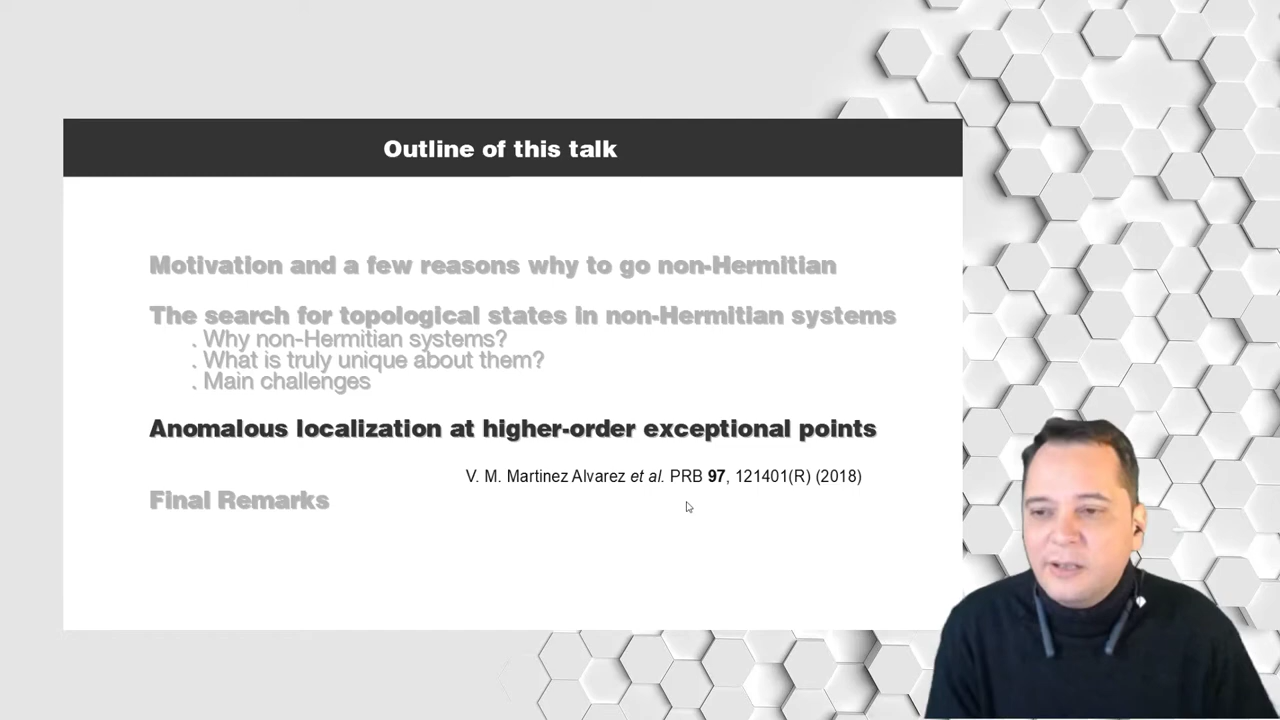 Outline of this talk
Motivation and a few reasons why to go non-Hermitian
The search for topological states in non-Hermitian systems
. Why non-Hermitian systems?
. What is truly unique about them?
. Main challenges
Anomalous localization at higher-order exceptional points
V. M. Martinez Alvarez et al. PRB 97, 121401(R) (2018)
Final Remarks